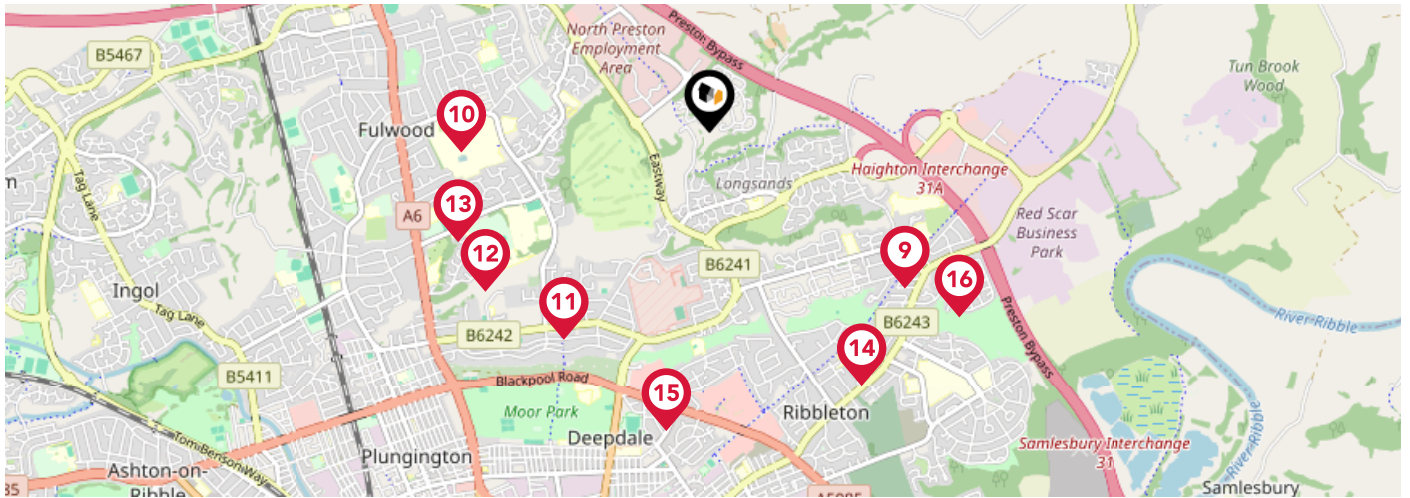 North Preston
Employment
Area
Preston Bypass
B5467
Tun Brook
Wood
10
Fulwood
Eastway
Longsands
Haighton Interchange
31A
Tag Lane
13
A6
Red Scar
Business
Park
12
9
B6241
16
Ingol
11
Tag Lane
B6242
B6243
Preston Bypass
River Ribble
14
B5411
Blackpool Road
15
Moor Park
Ribbleton
Deepdale
Tom Benson Way
Plungington
Samlesbury Interchange
31
River Ribble
Ashton-on-
Ribble
Samlesbury